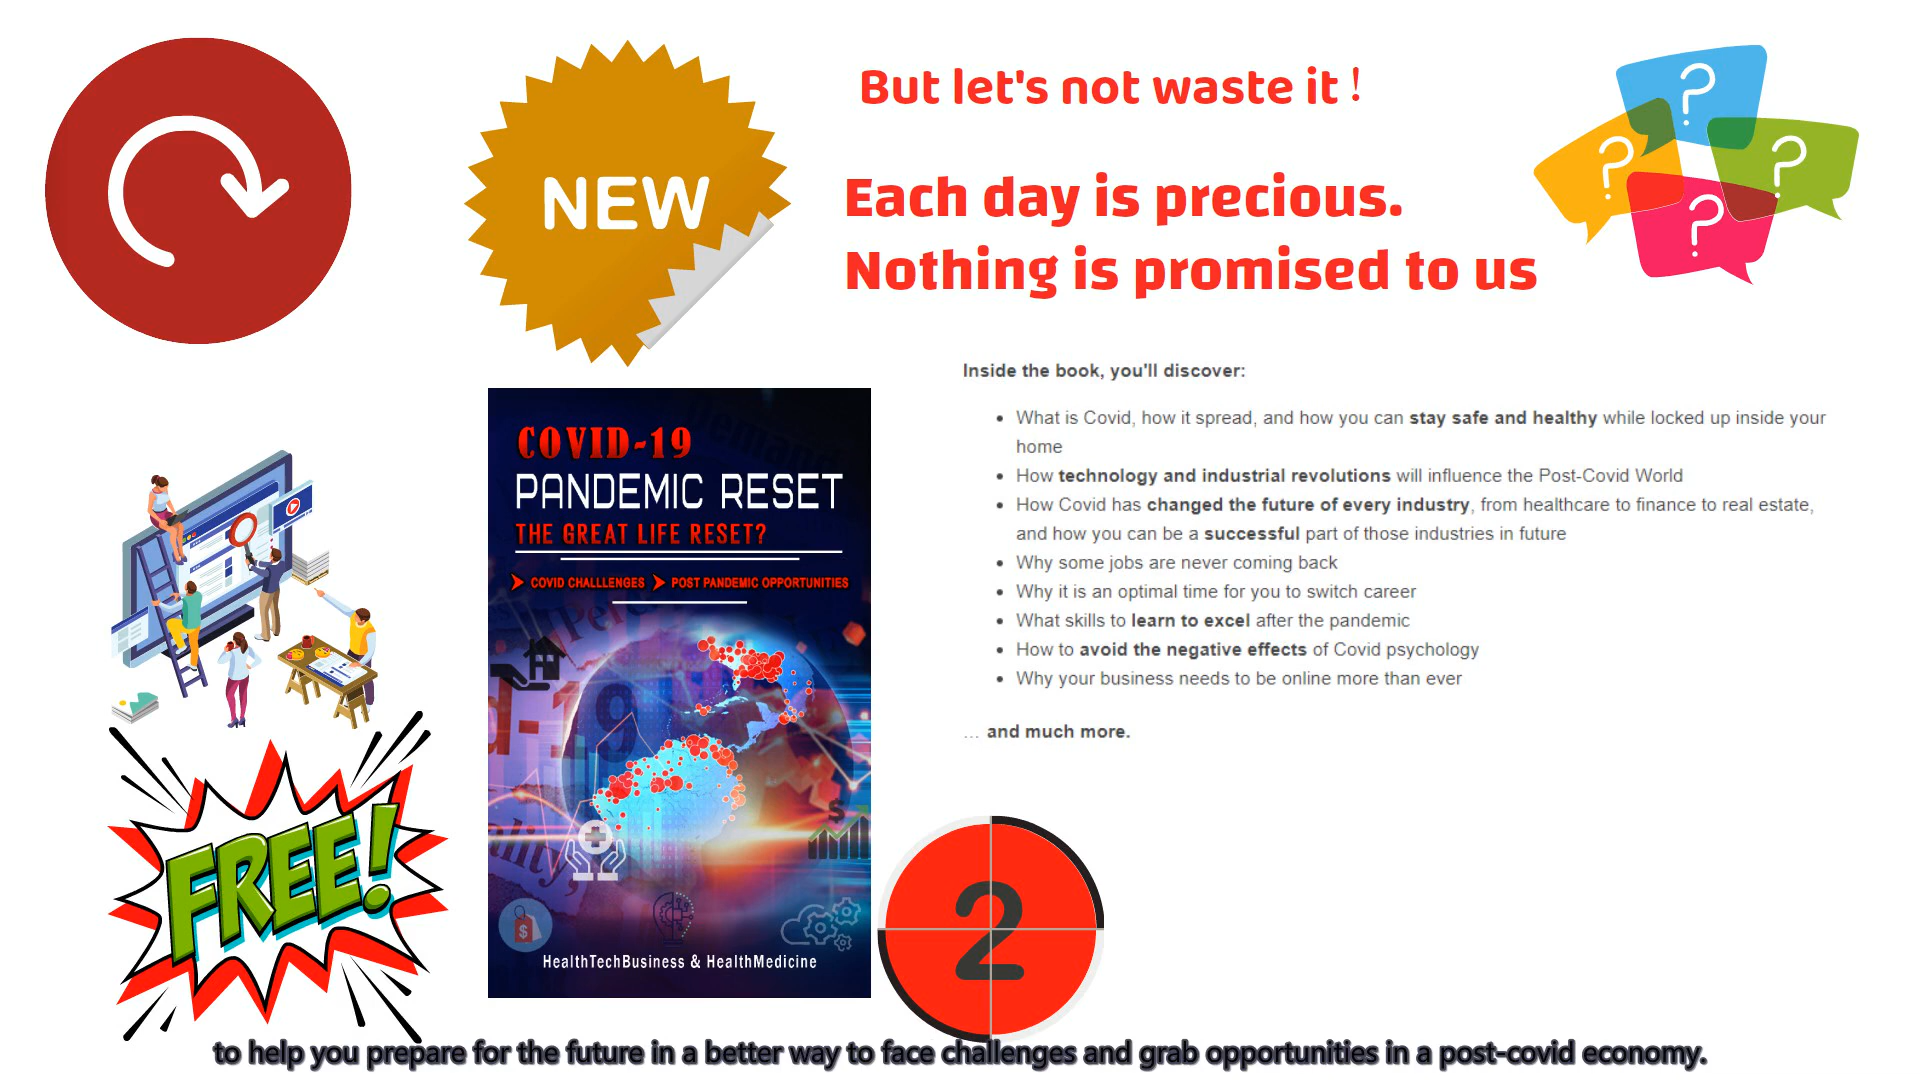 NEW
But let's not waste it !
Each day is precious.
Nothing is promised to us
? ? ? ?
Inside the book, you'll discover:
• What is Covid, how it spread, and how you can stay safe and healthy while locked up inside your
home
• How technology and industrial revolutions will influence the Post-Covid World
• How Covid has changed the future of every industry, from healthcare to finance to real estate,
and how you can be a successful part of those industries in future
• Why some jobs are never coming back
• Why it is an optimal time for you to switch career
• What skills to learn to excel after the pandemic
• How to avoid the negative effects of Covid psychology
• Why your business needs to be online more than ever
... and much more.
COVID-19
PANDEMIC RESET
THE GREAT LIFE RESET?
COVID CHALLLENGES
POST PANDEMIC OPPORTUNITIES
$
$
HealthTechBusiness & HealthMedicine
FREE!
2
to help you prepare for the future in a better way to face challenges and grab opportunities in a post-covid economy.